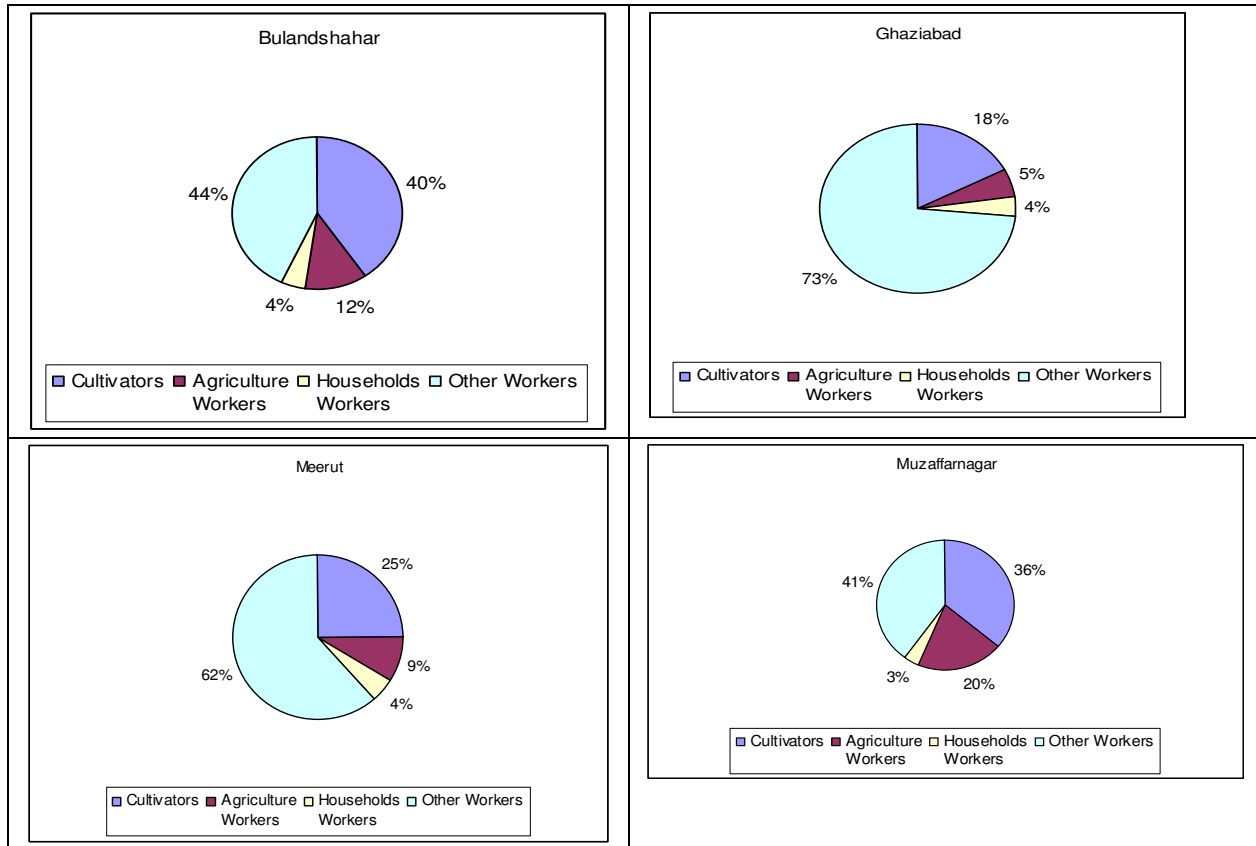 Bulandshahar
44%
40%
4%
12%
Cultivators Agriculture Households Other Workers
Workers Workers
Ghaziabad
18%
5%
4%
73%
Cultivators Agriculture Households Other Workers
Workers Workers
Meerut
25%
62%
9%
4%
Cultivators Agriculture Households Other Workers
Workers Workers
Muzaffarnagar
41%
36%
3%
20%
Cultivators Agriculture Households Other Workers
Workers Workers